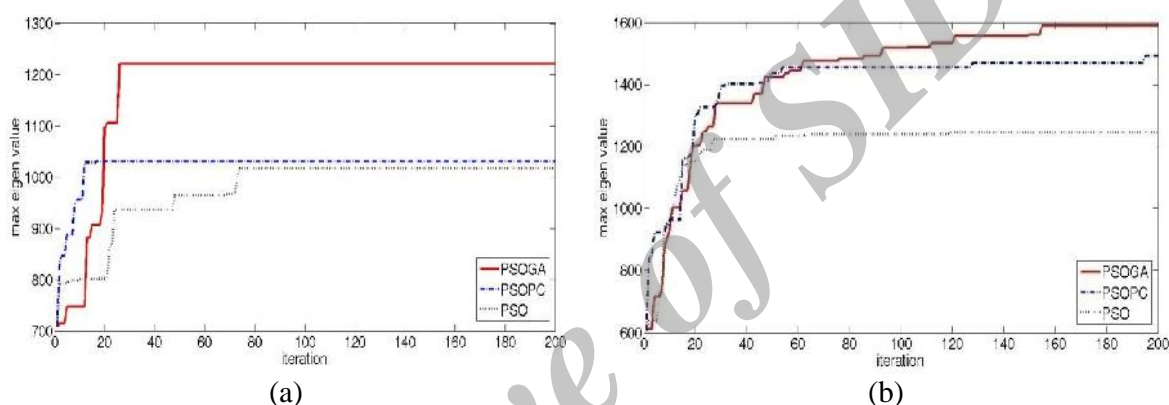 1300
1200
1100
1000
900
800
700
max eigen value
0 20 40 60 80 100 120 140 160 180 200
iteration
PSOGA
PSOPC
PSO
(a)
1600
1400
1200
1000
800
600
max eigen value
0 20 40 60 80 100 120 140 160 180 200
iteration
PSOGA
PSOPC
PSO
(b)
of SID